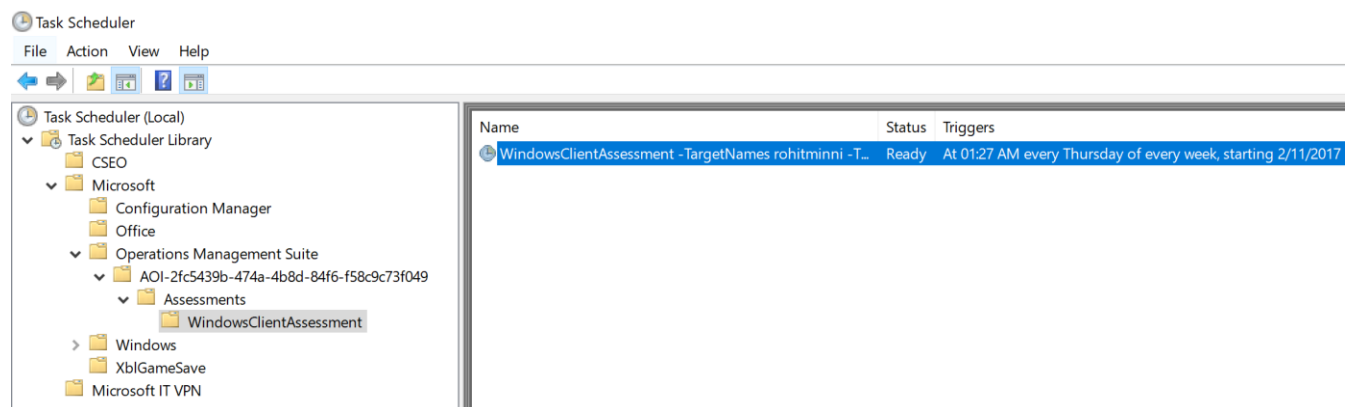 Task Scheduler
File Action View Help
Task Scheduler (Local)
Task Scheduler Library
CSEO
Microsoft
Configuration Manager
Office
Operations Management Suite
AOI-2fc5439b-474a-4b8d-84f6-f58c9c73f049
Assessments
WindowsClientAssessment
Windows
XblGameSave
Microsoft IT VPN
Name Status Triggers
WindowsClientAssessment -TargetNames rohitminni -T... Ready At 01:27 AM every Thursday of every week, starting 2/11/2017